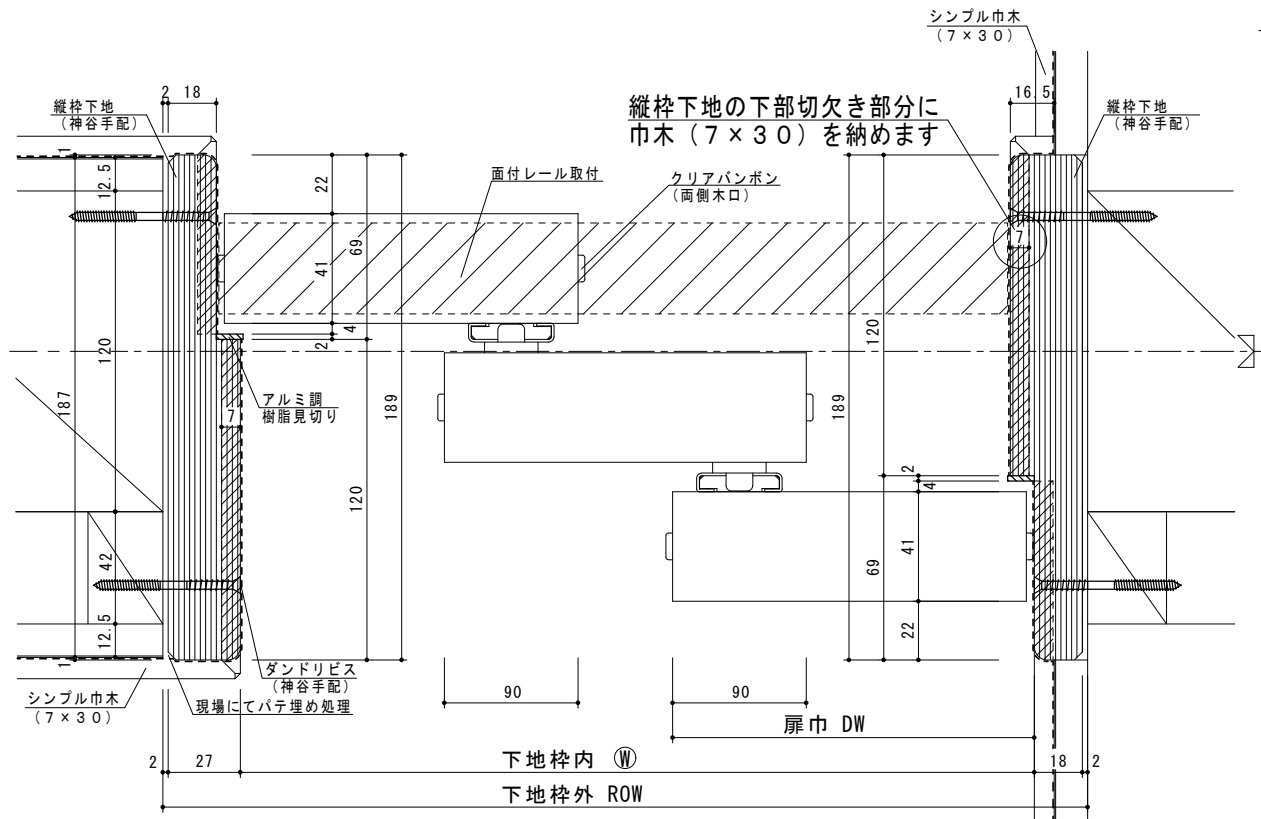 シンプル巾木
(7×30)
2 18
縦枠下地
(神谷手配)
縦枠下地の下部切欠き部分に
巾木(7×30)を納めます
16.5
縦枠下地
(神谷手配)
面付レール取付
クリアバンポン
(両側木口)
1
12.5
120
187
42
12.5
1
22
69
41
4
2
120
189
7
アルミ調
樹脂見切り
7
120
189
2
4
41
69
22
ダンドリビス
(神谷手配)
現場にてパテ埋め処理
シンプル巾木
(7×30)
90
90
扉巾 DW
2 27
下地枠内 Ⓦ
18 2
下地枠外 ROW